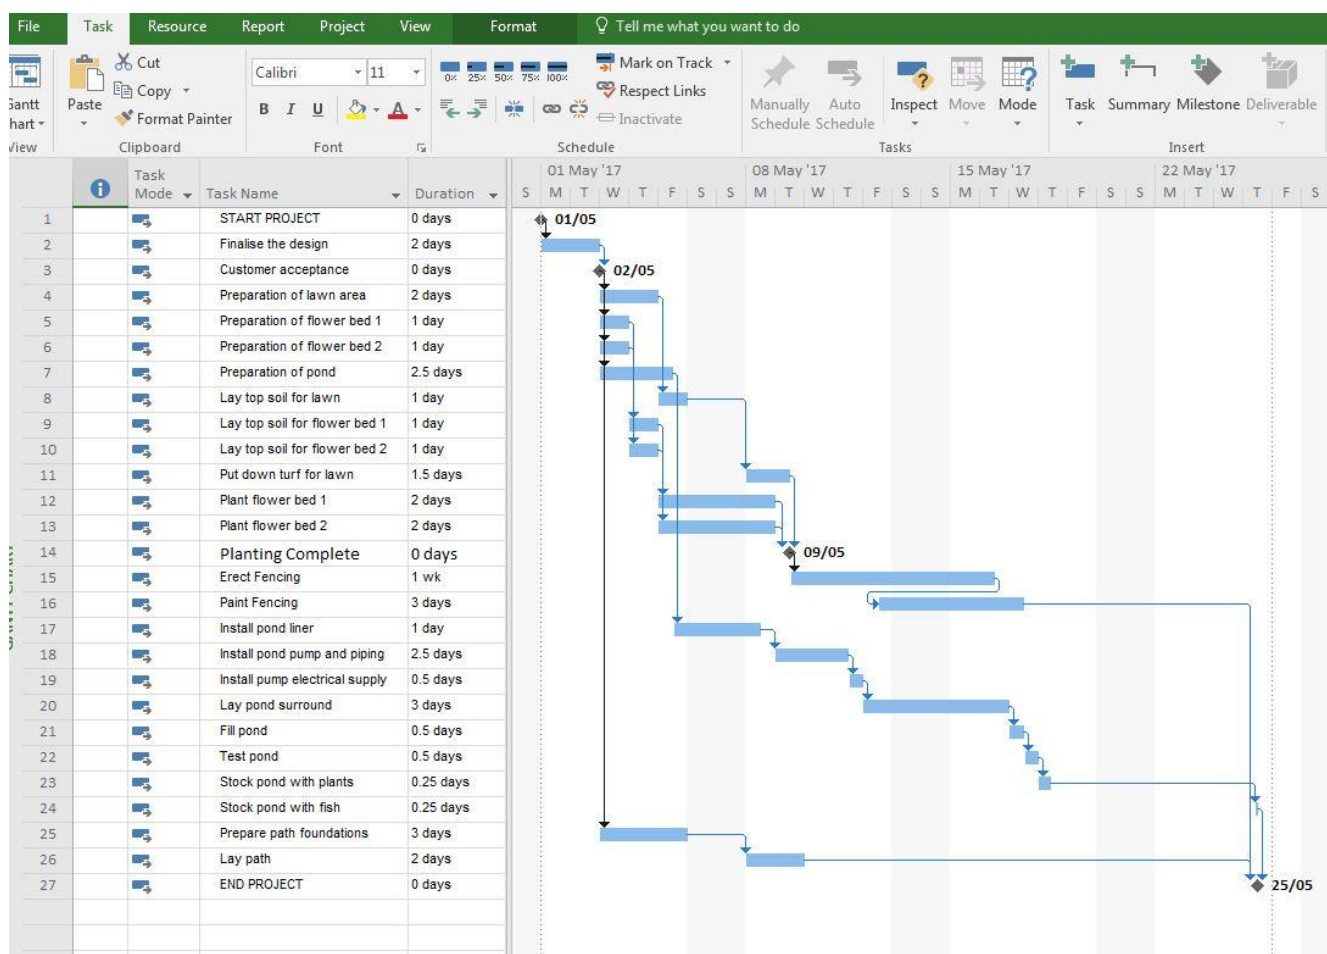 File Task Resource Report Project View Format Tell me what you want to do
Cut
Copy
Format Painter
Paste
Calibri 11
B I U A
0% 25% 50% 75% 100%
Mark on Track
Respect Links
Inactivate
Manually Schedule Auto Schedule
Inspect Move Mode
Task Summary Milestone Deliverable
Clipboard Font Schedule Tasks Insert
Task Mode Task Name Duration
01 May '17 08 May '17 15 May '17 22 May '17
S M T W T F S S M T W T F S S M T W T F S S M T W T F S
1 START PROJECT 0 days 01/05
2 Finalise the design 2 days
3 Customer acceptance 0 days 02/05
4 Preparation of lawn area 2 days
5 Preparation of flower bed 1 1 day
6 Preparation of flower bed 2 1 day
7 Preparation of pond 2.5 days
8 Lay top soil for lawn 1 day
9 Lay top soil for flower bed 1 1 day
10 Lay top soil for flower bed 2 1 day
11 Put down turf for lawn 1.5 days
12 Plant flower bed 1 2 days
13 Plant flower bed 2 2 days
14 Planting Complete 0 days 09/05
15 Erect Fencing 1 wk
16 Paint Fencing 3 days
17 Install pond liner 1 day
18 Install pond pump and piping 2.5 days
19 Install pump electrical supply 0.5 days
20 Lay pond surround 3 days
21 Fill pond 0.5 days
22 Test pond 0.5 days
23 Stock pond with plants 0.25 days
24 Stock pond with fish 0.25 days
25 Prepare path foundations 3 days
26 Lay path 2 days
27 END PROJECT 0 days 25/05